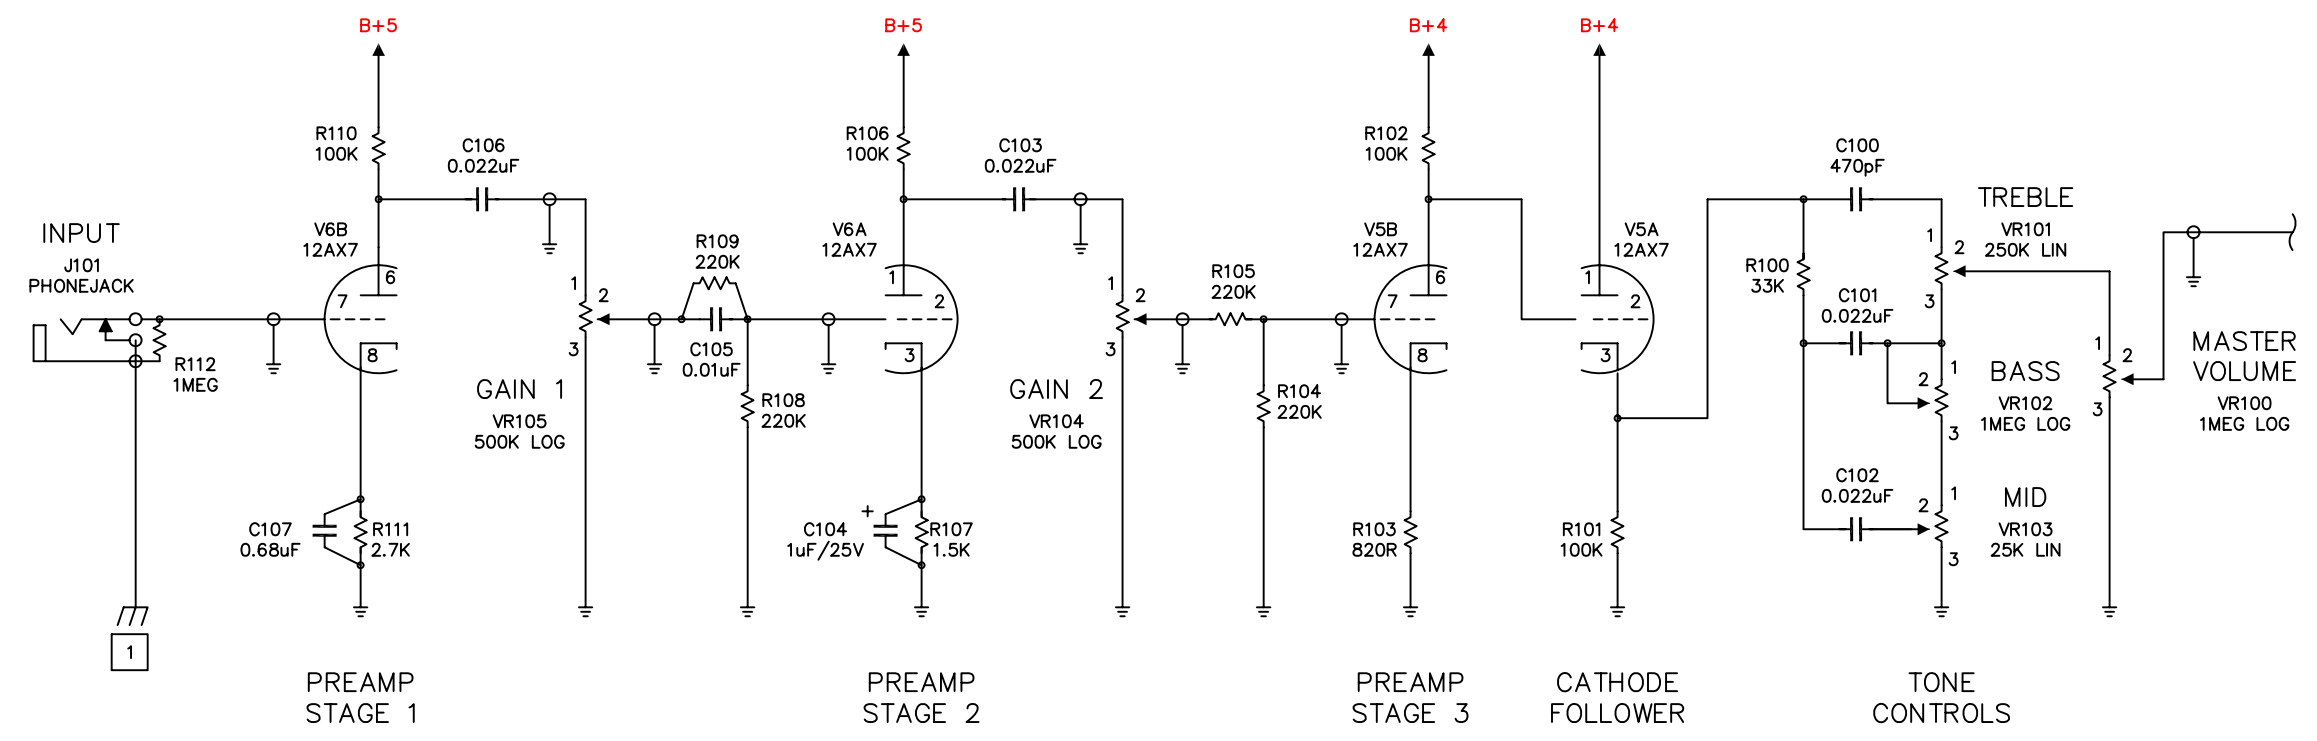 B+5
B+5
B+4
B+4
R110
100K
C106
0.022uF
R106
100K
C103
0.022uF
R102
100K
C100
470pF
INPUT
J101
PHONEJACK
V6B
12AX7
6
7
8
R112
1MEG
1
2
3
GAIN 1
VR105
500K LOG
R109
220K
C105
0.01uF
R108
220K
V6A
12AX7
1
2
3
1
2
3
GAIN 2
VR104
500K LOG
R105
220K
R104
220K
V5B
12AX7
6
7
8
V5A
12AX7
1
2
3
R100
33K
C101
0.022uF
C102
0.022uF
TREBLE
VR101
250K LIN
1
2
3
BASS
VR102
1MEG LOG
1
2
3
MID
VR103
25K LIN
1
2
3
1
2
3
MASTER
VOLUME
VR100
1MEG LOG
C107
0.68uF
R111
2.7K
+
C104
1uF/25V
R107
1.5K
R103
820R
R101
100K
1
PREAMP
STAGE 1
PREAMP
STAGE 2
PREAMP
STAGE 3
CATHODE
FOLLOWER
TONE
CONTROLS